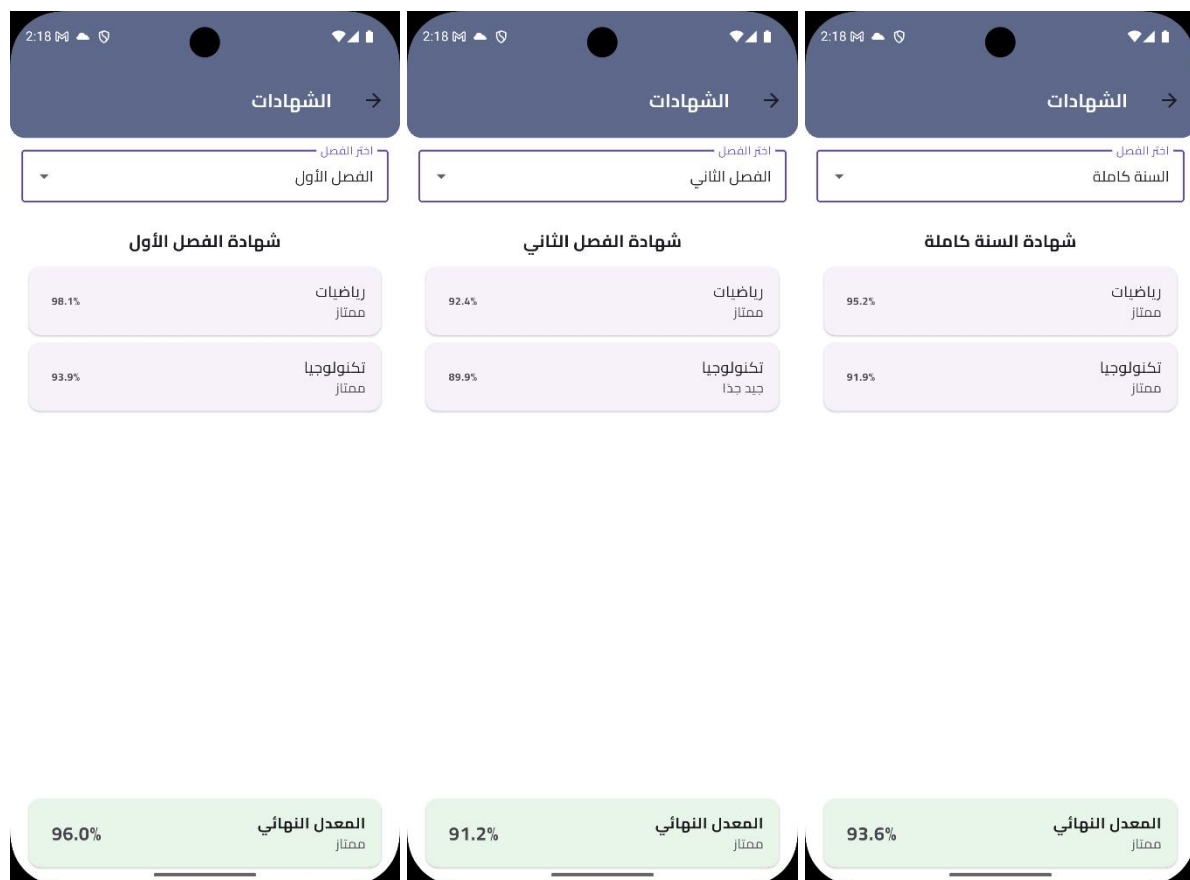 2:18
الشهادات
اختر الفصل
الفصل الأول
شهادة الفصل الأول
رياضيات
ممتاز
98.1%
تكنولوجيا
ممتاز
93.9%
المعدل النهائي
ممتاز
96.0%
2:18
الشهادات
اختر الفصل
الفصل الثاني
شهادة الفصل الثاني
رياضيات
ممتاز
92.4%
تكنولوجيا
جيد جدًا
89.9%
المعدل النهائي
ممتاز
91.2%
2:18
الشهادات
اختر الفصل
السنة كاملة
شهادة السنة كاملة
رياضيات
ممتاز
95.2%
تكنولوجيا
ممتاز
91.9%
المعدل النهائي
ممتاز
93.6%